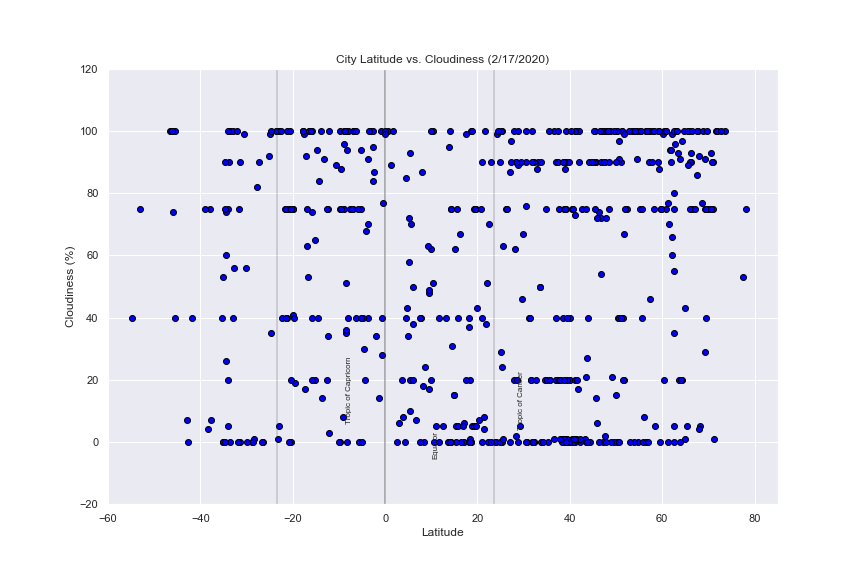 City Latitude vs. Cloudiness (2/17/2020)
120
100
80
60
40
20
0
−20
Cloudiness (%)
Tropic of Capricorn
Equator
Tropic of Cancer
−60
−40
−20
0
20
40
60
80
Latitude